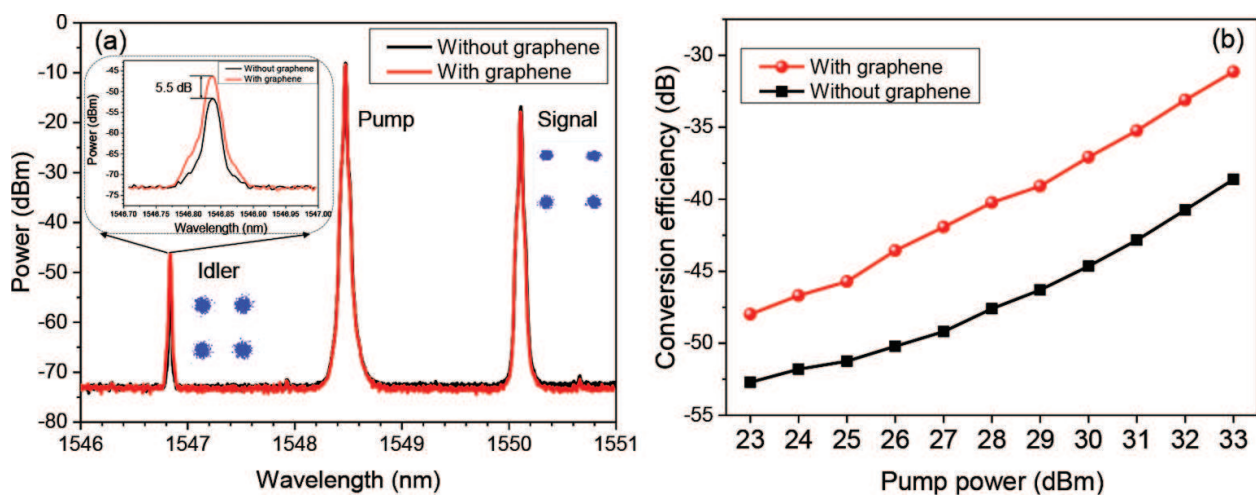 (a)
Without graphene
With graphene
Without graphene
With graphene
5.5 dB
Power (dBm)
-45
-50
-55
-60
-65
-70
-75
1546.70 1546.75 1546.80 1546.85 1546.90 1546.95 1547.00
Wavelength (nm)
Pump
Signal
Idler
Power (dBm)
0
-10
-20
-30
-40
-50
-60
-70
-80
1546 1547 1548 1549 1550 1551
Wavelength (nm)
(b)
With graphene
Without graphene
Conversion efficiency (dB)
-30
-35
-40
-45
-50
-55
23 24 25 26 27 28 29 30 31 32 33
Pump power (dBm)